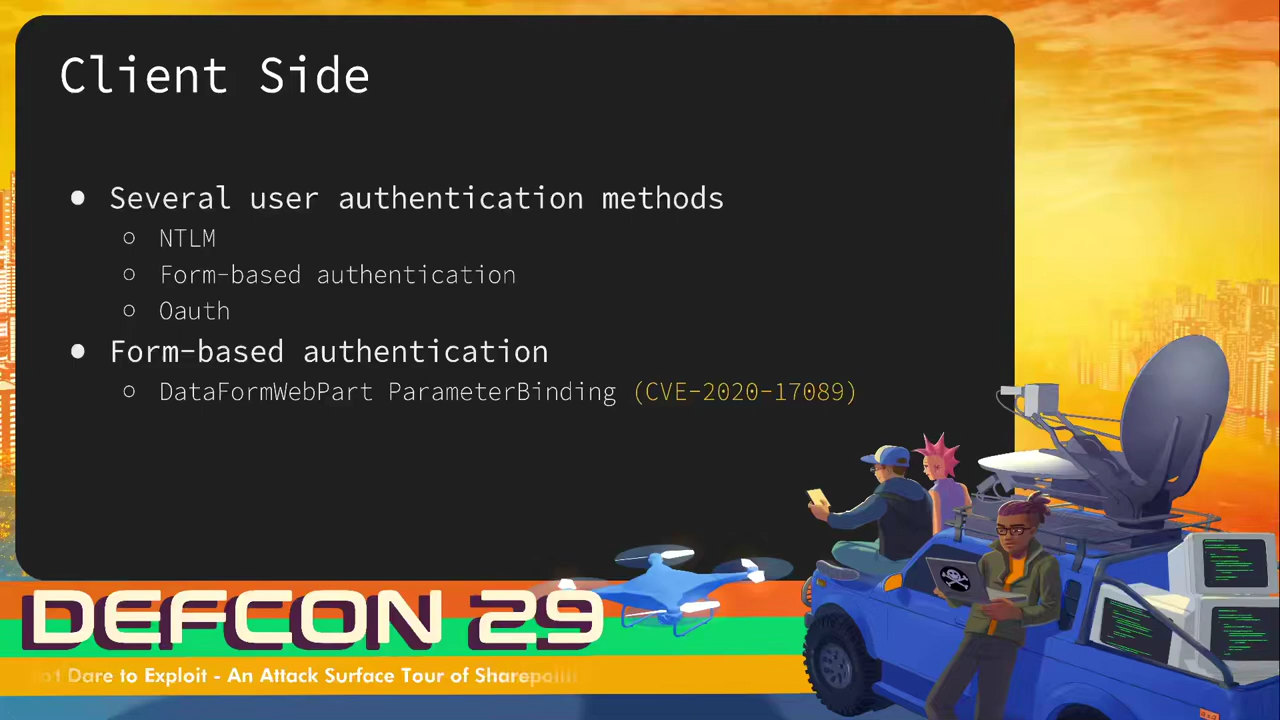 Client Side
● Several user authentication methods
○ NTLM
○ Form-based authentication
○ Oauth
● Form-based authentication
○ DataFormWebPart ParameterBinding (CVE-2020-17089)
DEFCON 29
Dare to Exploit - An Attack Surface Tour of